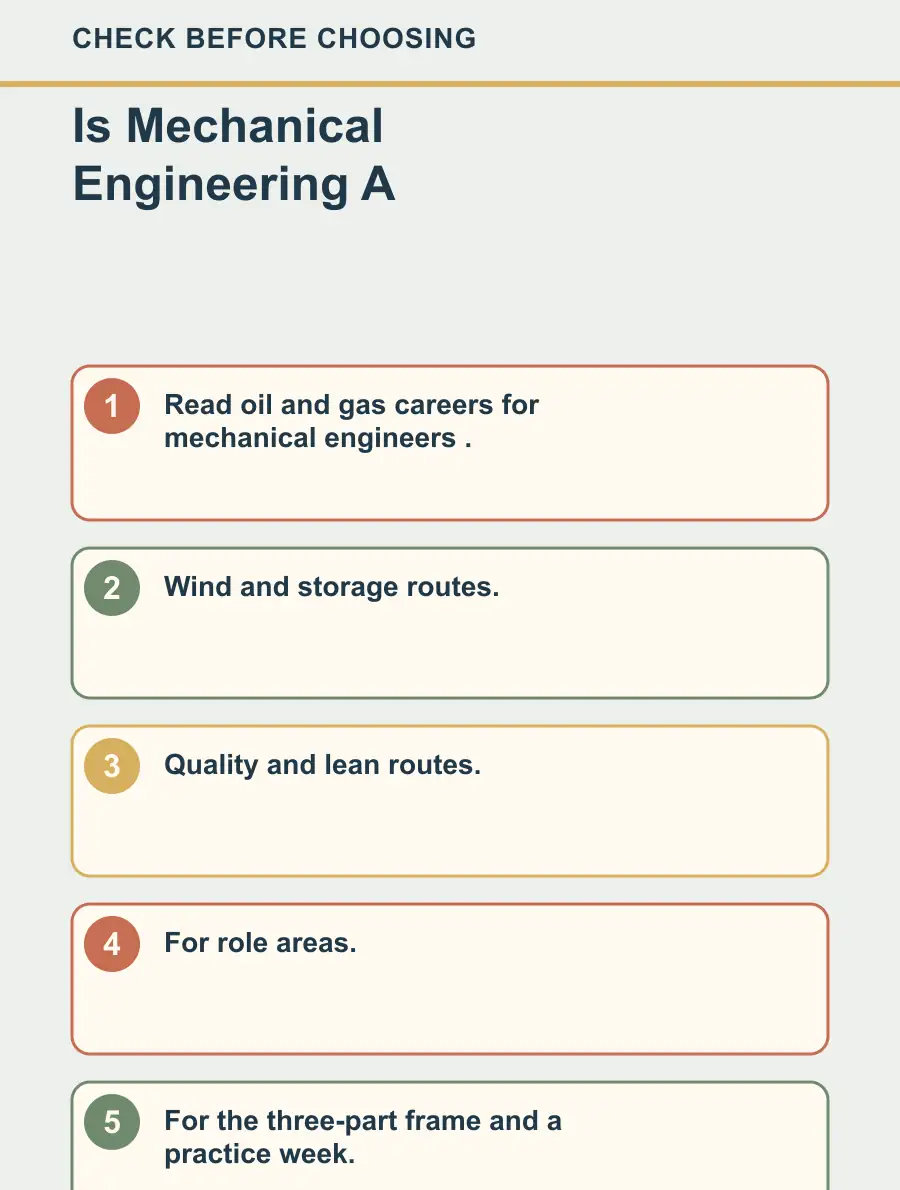 CHECK BEFORE CHOOSING
Is Mechanical
Engineering A
1
Read oil and gas careers for
mechanical engineers .
2
Wind and storage routes.
3
Quality and lean routes.
4
For role areas.
5
For the three-part frame and a
practice week.